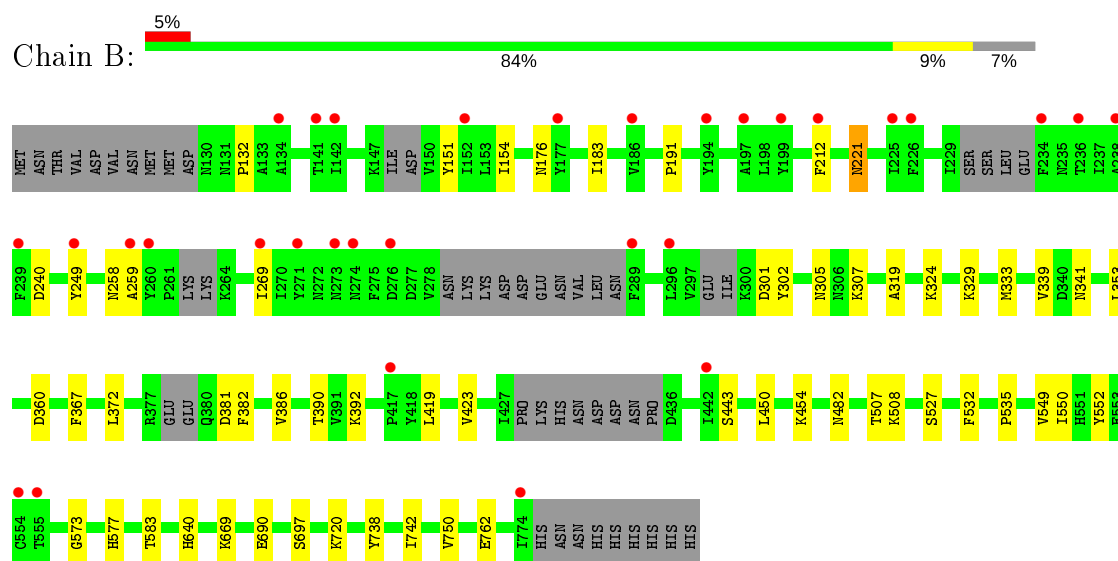 5%
Chain B:
84% 9% 7%
MET ASN THR VAL ASP VAL ASN MET MET ASP N130 N131 P132 A133 A134 T141 I142 K147 ILE ASP V150 Y151 I152 L153 I154 N176 Y177 I183 V186 P191 Y194 A197 L198 Y199 F212 N221 I225 F226 I229 SER SER LEU GLU F234 N235 T236 I237 A238
F239 D240 Y249 N258 A259 Y260 P261 LYS LYS K264 I269 I270 Y271 N272 N273 N274 F275 D276 D277 V278 ASN LYS LYS ASP ASP GLU ASN VAL LEU ASN F289 L296 V297 GLU ILE K300 D301 Y302 N305 N306 K307 A319 K324 K329 M333 V339 D340 N341 L353
D360 F367 L372 R377 GLU GLU Q380 D381 F382 V386 T390 V391 K392 P417 Y418 L419 V423 I427 PRO LYS HIS ASN ASP ASP ASN PRO D436 I442 S443 L450 K454 N482 T507 K508 S527 F532 P535 V549 I550 H551 Y552 E553
C554 T555 G573 H577 T583 H640 K669 E690 S697 K720 Y738 I742 V750 E762 I774 HIS ASN ASN HIS HIS HIS HIS HIS HIS